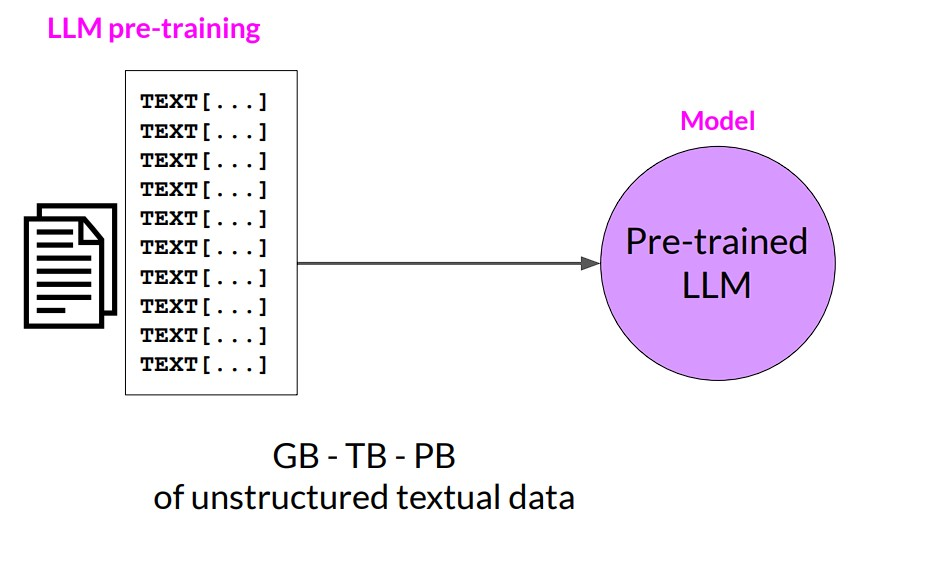 LLM pre-training
TEXT[...]
TEXT[...]
TEXT[...]
TEXT[...]
TEXT[...]
TEXT[...]
TEXT[...]
TEXT[...]
TEXT[...]
TEXT[...]
Model
Pre-trained
LLM
GB - TB - PB
of unstructured textual data